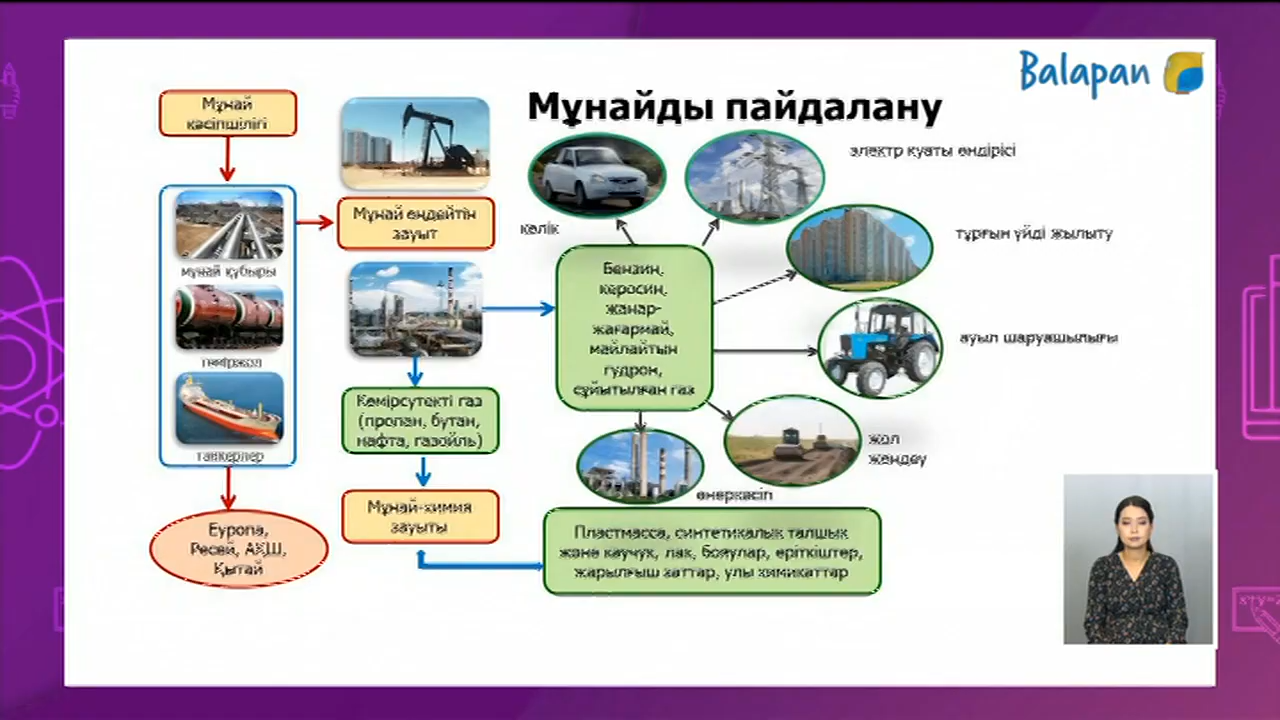 Balapan
Мұнайды пайдалану
Мұнай
кәсіпшілігі
мұнай құбыры
теміржол
танкерлер
Еуропа,
Ресей, АҚШ,
Қытай
Мұнай өңдейтін
зауыт
Көмірсутекті газ
(пропан, бутан,
нафта, газойль)
Мұнай-химия
зауыты
Бензин,
керосин,
жанар-
жағармай,
майлайтын
гудрон,
сұйытылған газ
көлік
электр қуаты өндірісі
тұрғын үйді жылыту
ауыл шаруашылығы
жол
жөндеу
өнеркәсіп
Пластмасса, синтетикалық талшық
және каучук, лак, бояулар, еріткіштер,
жарылғыш заттар, улы химикаттар